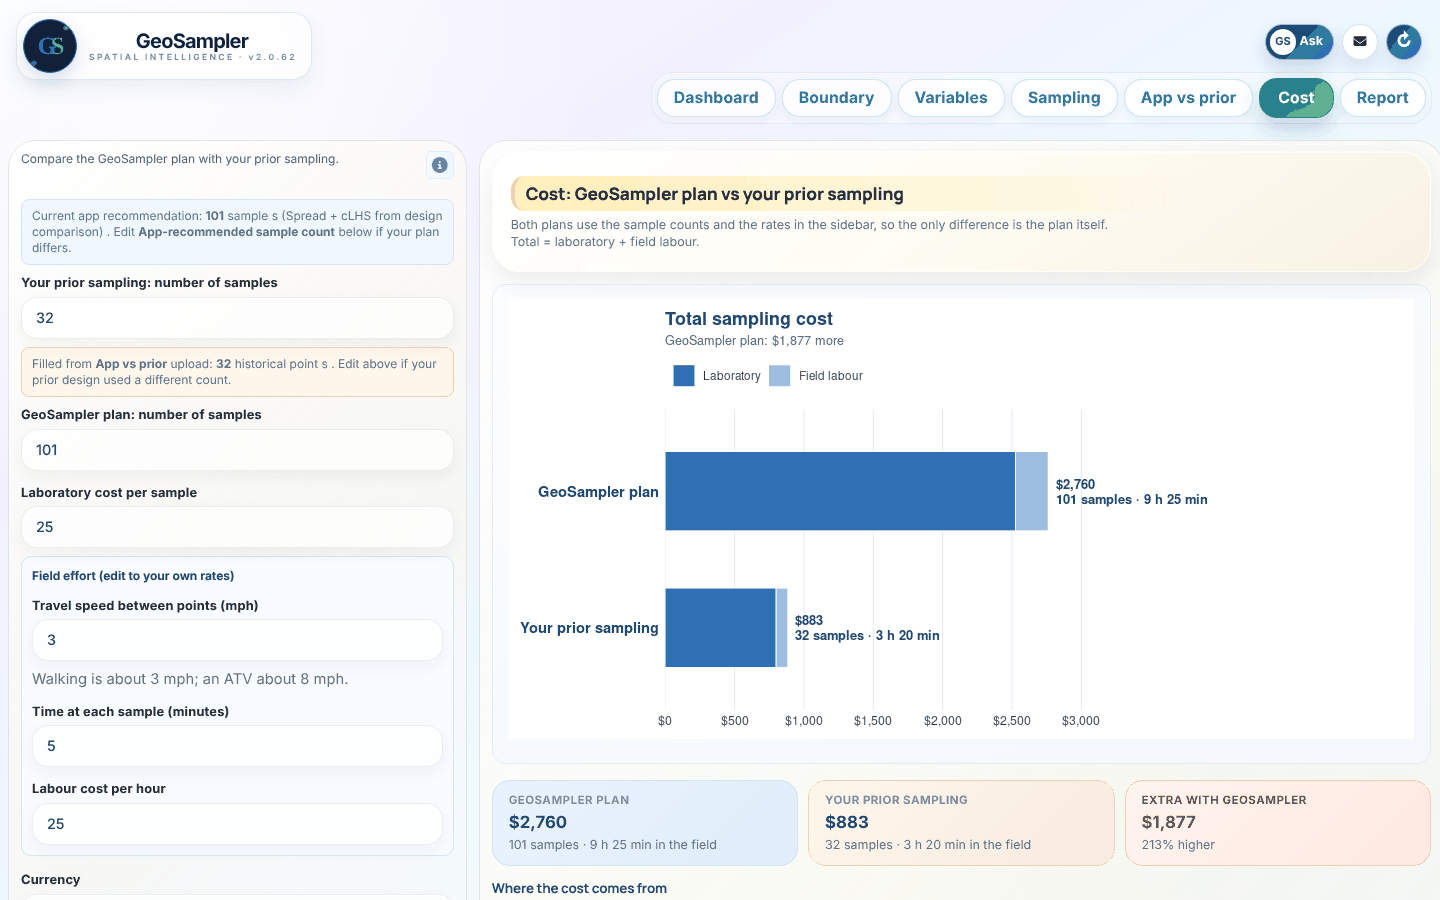 GS
GeoSampler
SPATIAL INTELLIGENCE · v2.0.62
GS Ask
Dashboard
Boundary
Variables
Sampling
App vs prior
Cost
Report
Compare the GeoSampler plan with your prior sampling.
Current app recommendation: 101 sample s (Spread + cLHS from design
comparison) . Edit App-recommended sample count below if your plan
differs.
Your prior sampling: number of samples
32
Filled from App vs prior upload: 32 historical point s . Edit above if your
prior design used a different count.
GeoSampler plan: number of samples
101
Laboratory cost per sample
25
Field effort (edit to your own rates)
Travel speed between points (mph)
3
Walking is about 3 mph; an ATV about 8 mph.
Time at each sample (minutes)
5
Labour cost per hour
25
Currency
Cost: GeoSampler plan vs your prior sampling
Both plans use the sample counts and the rates in the sidebar, so the only difference is the plan itself.
Total = laboratory + field labour.
Total sampling cost
GeoSampler plan: $1,877 more
Laboratory
Field labour
GeoSampler plan
$2,760
101 samples · 9 h 25 min
Your prior sampling
$883
32 samples · 3 h 20 min
$0
$500
$1,000
$1,500
$2,000
$2,500
$3,000
GEOSAMPLER PLAN
$2,760
101 samples · 9 h 25 min in the field
YOUR PRIOR SAMPLING
$883
32 samples · 3 h 20 min in the field
EXTRA WITH GEOSAMPLER
$1,877
213% higher
Where the cost comes from